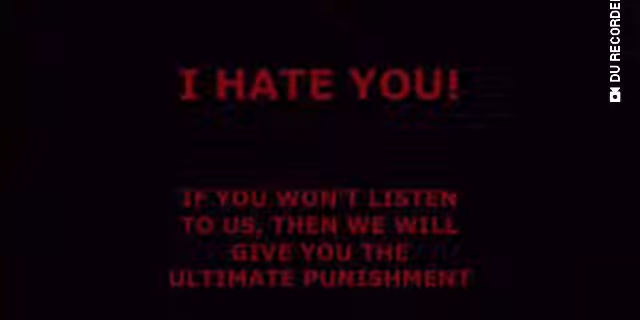 I HATE YOU!
IF YOU WON'T LISTEN
TO US, THEN WE WILL
GIVE YOU THE
ULTIMATE PUNISHMENT
DU RECORDER